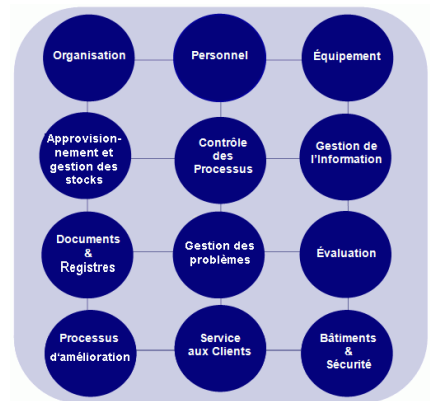 Organisation
Personnel
Équipement
Approvision-
nement et
gestion des
stocks
Contrôle
des
Processus
Gestion de
l'Information
Documents
&
Registres
Gestion des
problèmes
Évaluation
Processus
d'amélioration
Service
aux Clients
Bâtiments
&
Sécurité